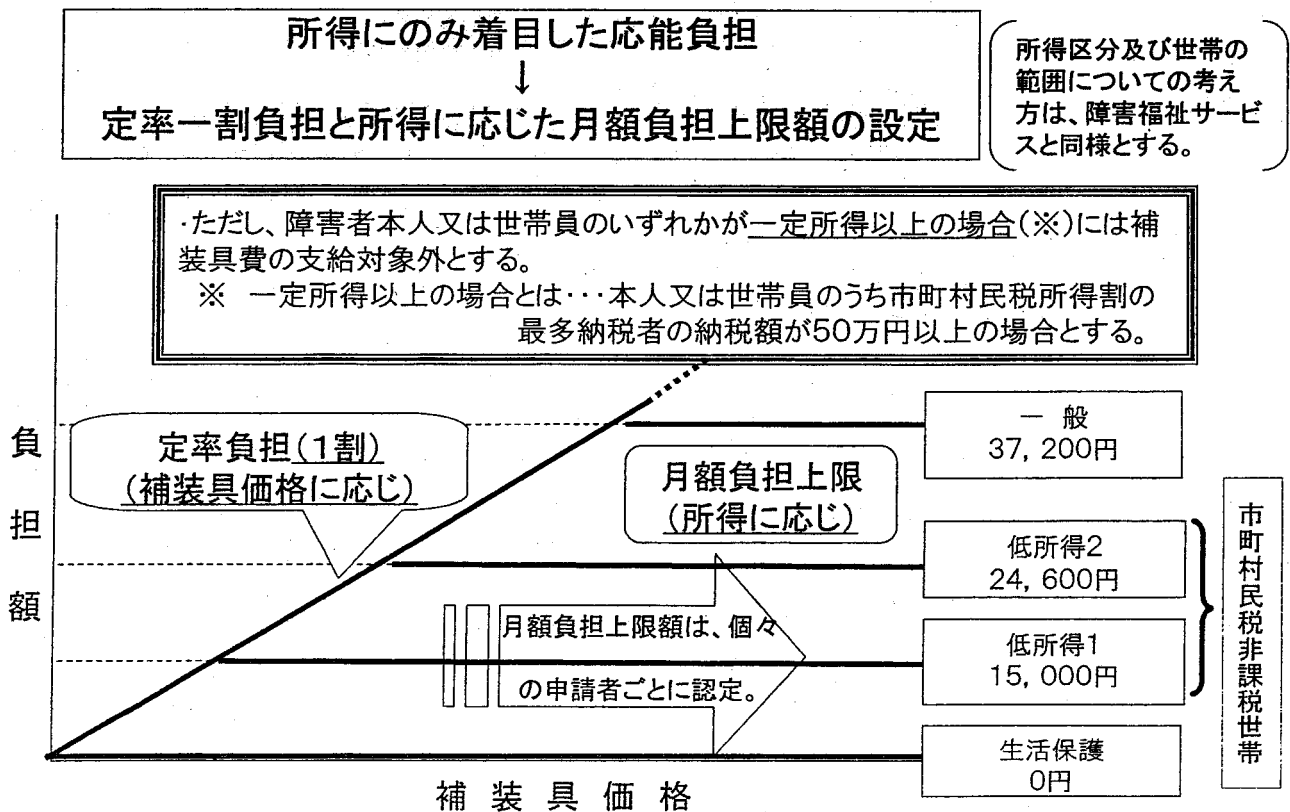 所得にのみ着目した応能負担
↓
定率一割負担と所得に応じた月額負担上限額の設定
所得区分及び世帯の
範囲についての考え
方は、障害福祉サービ
スと同様とする。
・ただし、障害者本人又は世帯員のいずれかが一定所得以上の場合(※)には補
装具費の支給対象外とする。
※ 一定所得以上の場合とは・・・本人又は世帯員のうち市町村民税所得割の
最多納税者の納税額が50万円以上の場合とする。
負担額
定率負担(1割)
(補装具価格に応じ)
月額負担上限
(所得に応じ)
月額負担上限額は、個々
の申請者ごとに認定。
一 般
37,200円
低所得2
24,600円
低所得1
15,000円
生活保護
0円
市町村民税非課税世帯
補装具価格